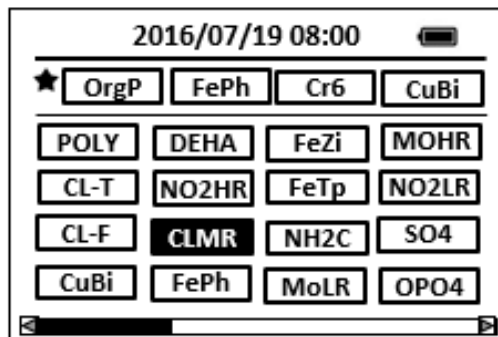 2016/07/19 08:00
OrgP FePh Cr6 CuBi
POLY DEHA FeZi MOHR
CL-T NO2HR FeTp NO2LR
CL-F CLMR NH2C SO4
CuBi FePh MoLR OPO4